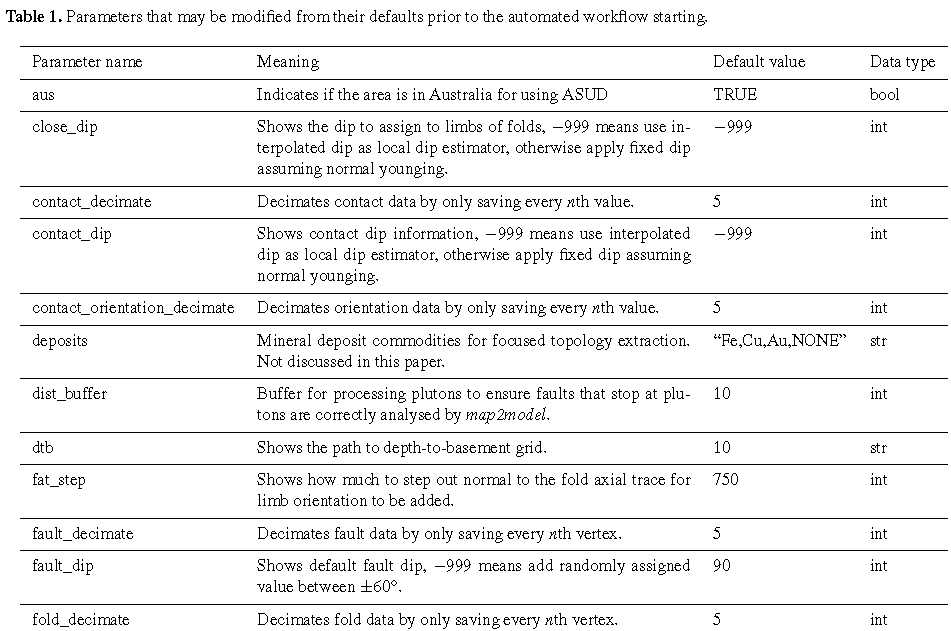 Table 1. Parameters that may be modified from their defaults prior to the automated workflow starting.
Parameter name Meaning Default value Data type
aus Indicates if the area is in Australia for using ASUD TRUE bool
close_dip Shows the dip to assign to limbs of folds, −999 means use in- −999 int
terpolated dip as local dip estimator, otherwise apply fixed dip
assuming normal younging.
contact_decimate Decimates contact data by only saving every nth value. 5 int
contact_dip Shows contact dip information, −999 means use interpolated −999 int
dip as local dip estimator, otherwise apply fixed dip assuming
normal younging.
contact_orientation_decimate Decimates orientation data by only saving every nth value. 5 int
deposits Mineral deposit commodities for focused topology extraction. “Fe,Cu,Au,NONE” str
Not discussed in this paper.
dist_buffer Buffer for processing plutons to ensure faults that stop at plu- 10 int
tons are correctly analysed by map2model.
dtb Shows the path to depth-to-basement grid. 10 str
fat_step Shows how much to step out normal to the fold axial trace for 750 int
limb orientation to be added.
fault_decimate Decimates fault data by only saving every nth vertex. 5 int
fault_dip Shows default fault dip, −999 means add randomly assigned 90 int
value between ±60°.
fold_decimate Decimates fold data by only saving every nth vertex. 5 int